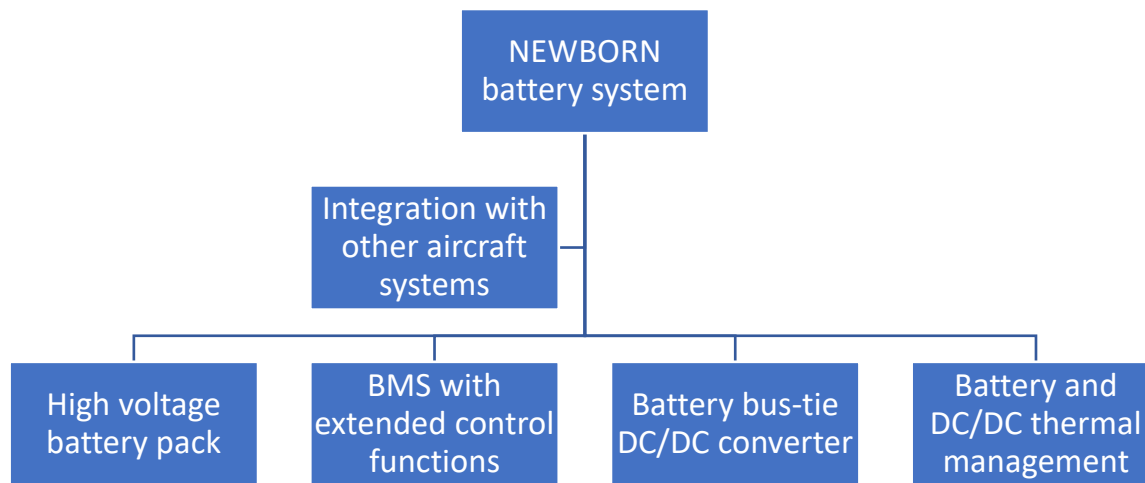 NEWBORN
battery system
Integration with
other aircraft
systems
High voltage
battery pack
BMS with
extended control
functions
Battery bus-tie
DC/DC converter
Battery and
DC/DC thermal
management